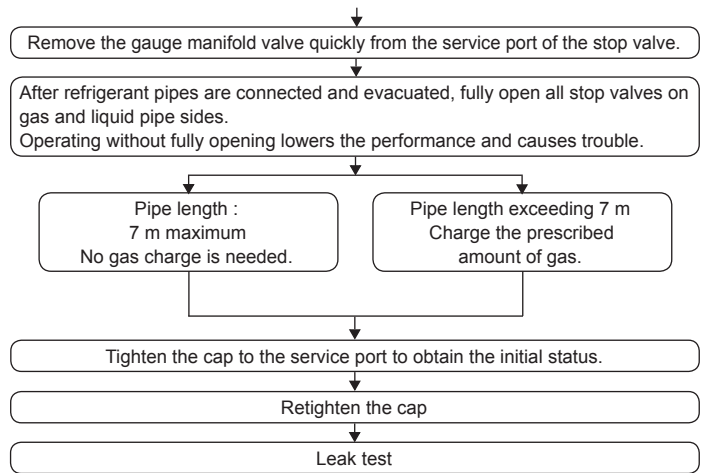 Remove the gauge manifold valve quickly from the service port of the stop valve.
After refrigerant pipes are connected and evacuated, fully open all stop valves on
gas and liquid pipe sides.
Operating without fully opening lowers the performance and causes trouble.
Pipe length :
7 m maximum
No gas charge is needed.
Pipe length exceeding 7 m
Charge the prescribed
amount of gas.
Tighten the cap to the service port to obtain the initial status.
Retighten the cap
Leak test